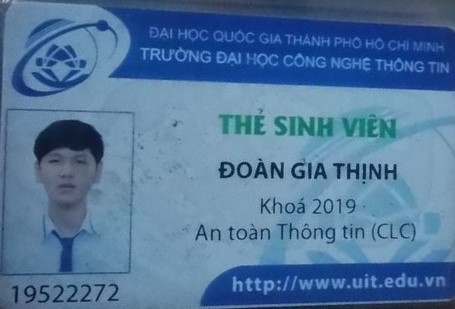 ĐẠI HỌC QUỐC GIA THÀNH PHỐ HỒ CHÍ MINH
TRƯỜNG ĐẠI HỌC CÔNG NGHỆ THÔNG TIN
THẺ SINH VIÊN
ĐOÀN GIA THỊNH
Khoá 2019
An toàn Thông tin (CLC)
19522272
http://www.uit.edu.vn